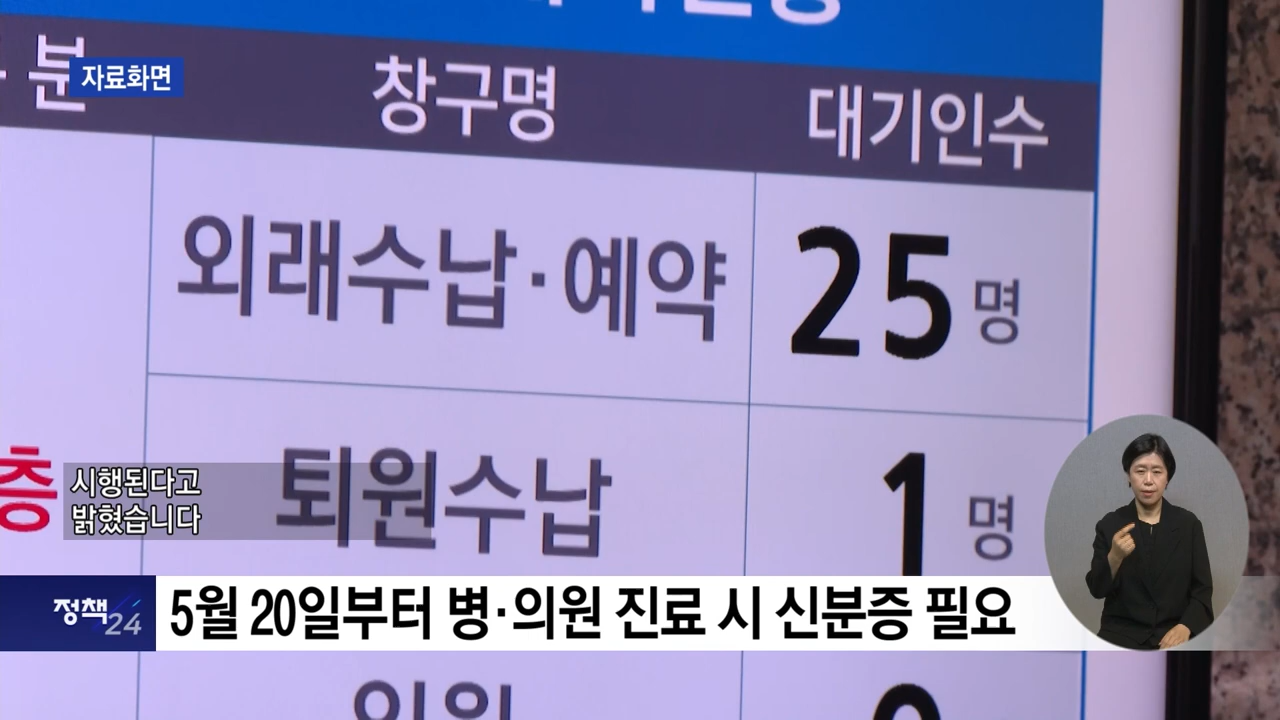 자료화면
창구명
대기인수
외래수납·예약
25명
층
퇴원수납
1명
시행된다고
밝혔습니다
정책24
5월 20일부터 병·의원 진료 시 신분증 필요